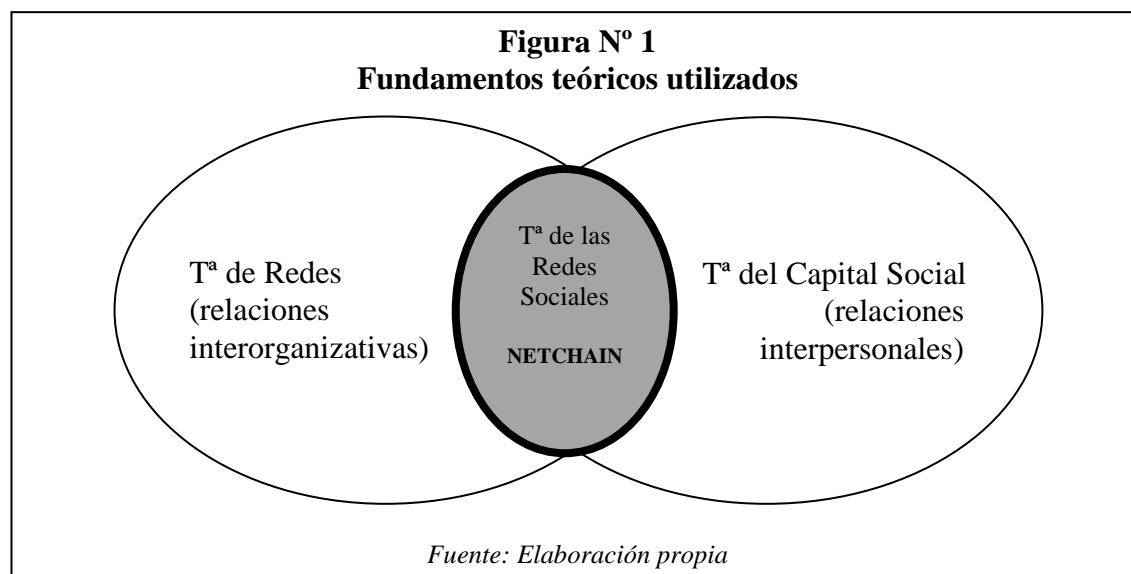 Figura Nº 1
Fundamentos teóricos utilizados
Tª de Redes
(relaciones
interorganizativas)
Tª de las
Redes
Sociales
NETCHAIN
Tª del Capital Social
(relaciones
interpersonales)
Fuente: Elaboración propia